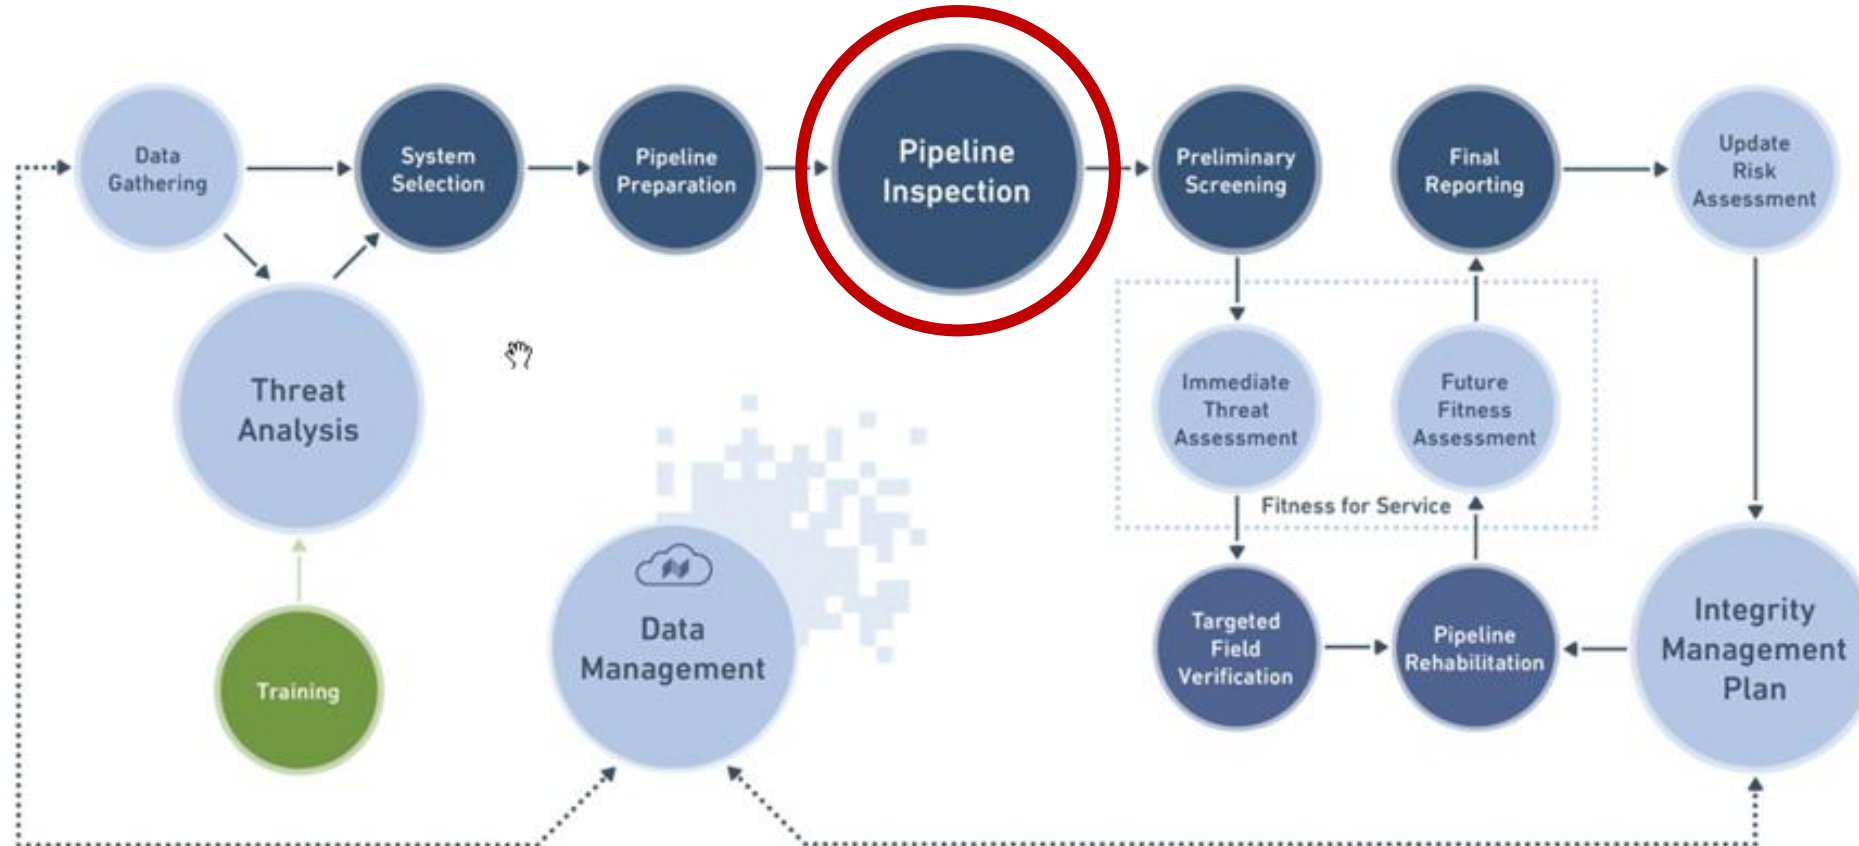 Data
Gathering
System
Selection
Pipeline
Preparation
Pipeline
Inspection
Preliminary
Screening
Final
Reporting
Update
Risk
Assessment
Threat
Analysis
Immediate
Threat
Assessment
Future
Fitness
Assessment
Fitness for Service
Training
Data
Management
Targeted
Field
Verification
Pipeline
Rehabilitation
Integrity
Management
Plan